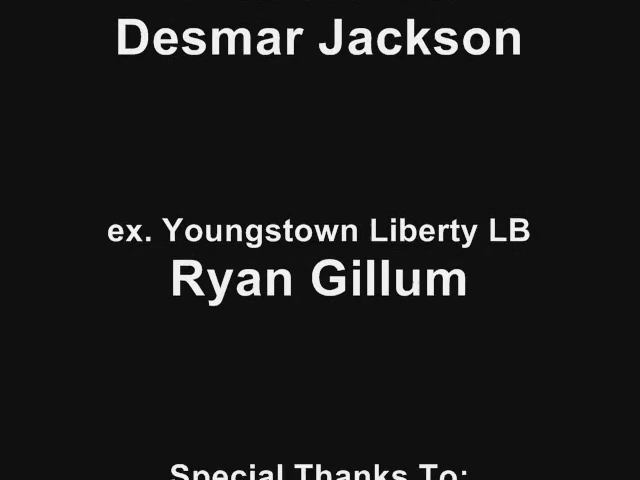 Desmar Jackson
ex. Youngstown Liberty LB
Ryan Gillum
Special Thanks To: